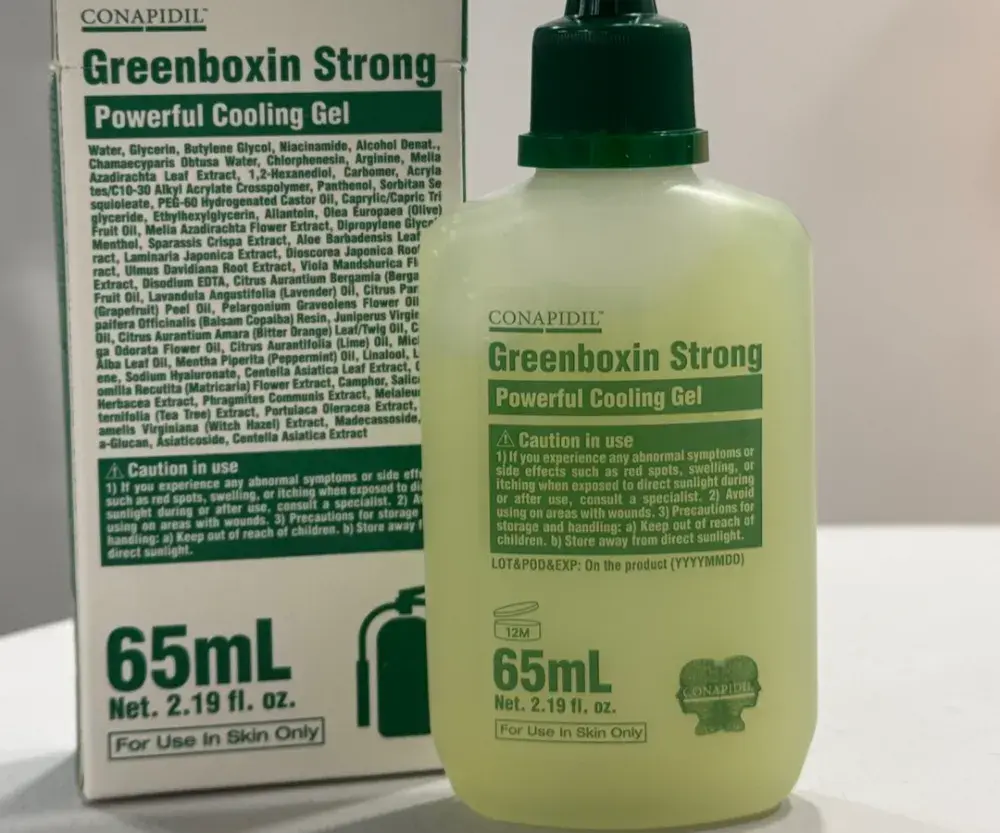 CONAPIDIL™
Greenboxin Strong
Powerful Cooling Gel
Water, Glycerin, Butylene Glycol, Niacinamide, Alcohol Denat.,
Chamaecyparis Obtusa Water, Chlorphenesin, Arginine, Melia
Azadirachta Leaf Extract, 1,2-Hexanediol, Carbomer, Acryla
tes/C10-30 Alkyl Acrylate Crosspolymer, Panthenol, Sorbitan Se
squioleate, PEG-60 Hydrogenated Castor Oil, Caprylic/Capric Tri
glyceride, Ethylhexylglycerin, Allantoin, Olea Europaea (Olive)
Fruit Oil, Melia Azadirachta Flower Extract, Dipropylene Glyco
Menthol, Sparassis Crispa Extract, Aloe Barbadensis Leaf
ract, Laminaria Japonica Extract, Dioscorea Japonica Roo
ract, Ulmus Davidiana Root Extract, Viola Mandshurica Fl
Extract, Disodium EDTA, Citrus Aurantium Bergamia (Berga
Fruit Oil, Lavandula Angustifolia (Lavender) Oil, Citrus Par
(Grapefruit) Peel Oil, Pelargonium Graveolens Flower Oil
paifera Officinalis (Balsam Copaiba) Resin, Juniperus Virgi
Oil, Citrus Aurantium Amara (Bitter Orange) Leaf/Twig Oil, C
ga Odorata Flower Oil, Citrus Aurantifolia (Lime) Oil, Mic
Alba Leaf Oil, Mentha Piperita (Peppermint) Oil, Linalool, L
ene, Sodium Hyaluronate, Centella Asiatica Leaf Extract,
omilla Recutita (Matricaria) Flower Extract, Camphor, Salic
Herbacea Extract, Phragmites Communis Extract, Melaleu
ternifolia (Tea Tree) Extract, Portulaca Oleracea Extract,
amelis Virginiana (Witch Hazel) Extract, Madecassoside,
a-Glucan, Asiaticoside, Centella Asiatica Extract
⚠ Caution in use
1) If you experience any abnormal symptoms or side eff
such as red spots, swelling, or itching when exposed to di
sunlight during or after use, consult a specialist. 2) A
using on areas with wounds. 3) Precautions for storage
handling: a) Keep out of reach of children. b) Store away f
direct sunlight.
65mL
Net. 2.19 fl. oz.
For Use In Skin Only
CONAPIDIL™
Greenboxin Strong
Powerful Cooling Gel
⚠ Caution in use
1) If you experience any abnormal symptoms or
side effects such as red spots, swelling, or
itching when exposed to direct sunlight during
or after use, consult a specialist. 2) Avoid
using on areas with wounds. 3) Precautions for
storage and handling: a) Keep out of reach of
children. b) Store away from direct sunlight.
LOT&POD&EXP: On the product (YYYYMMDD)
12M
65mL
Net. 2.19 fl. oz.
For Use In Skin Only
CONAPIDIL